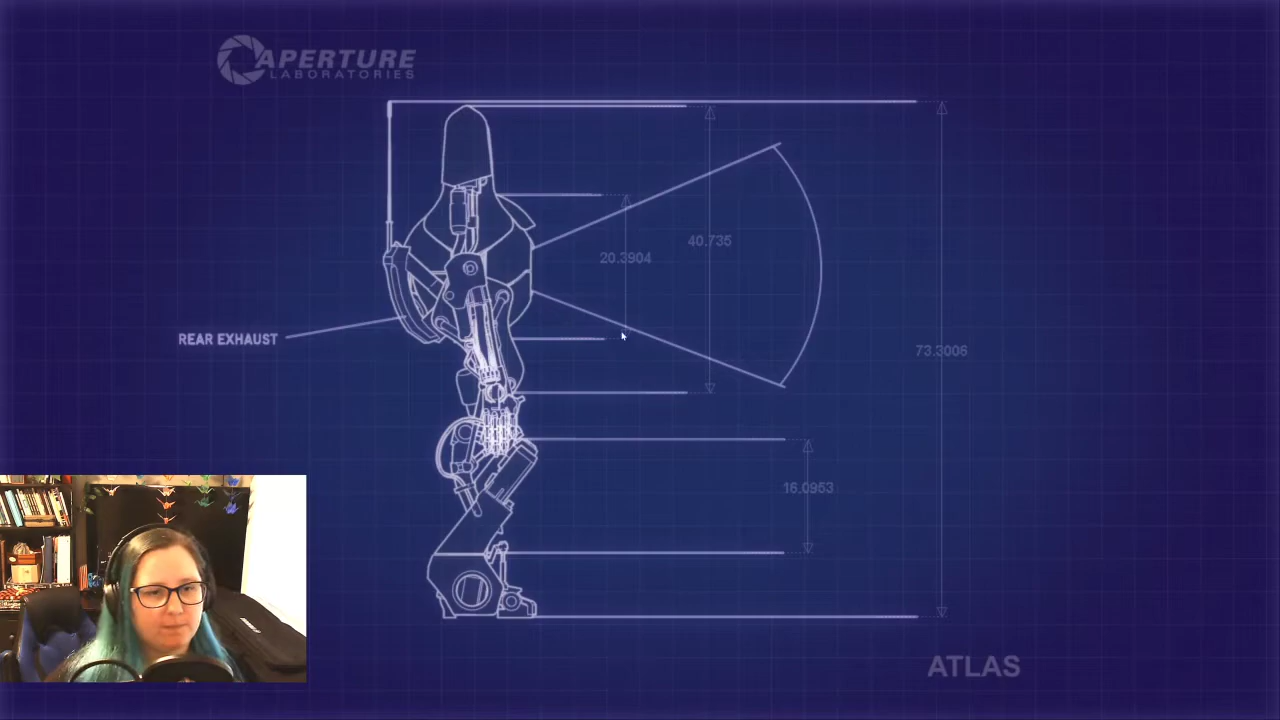 APERTURE
LABORATORIES
40.735
20.3904
REAR EXHAUST
73.3006
16.0953
ATLAS